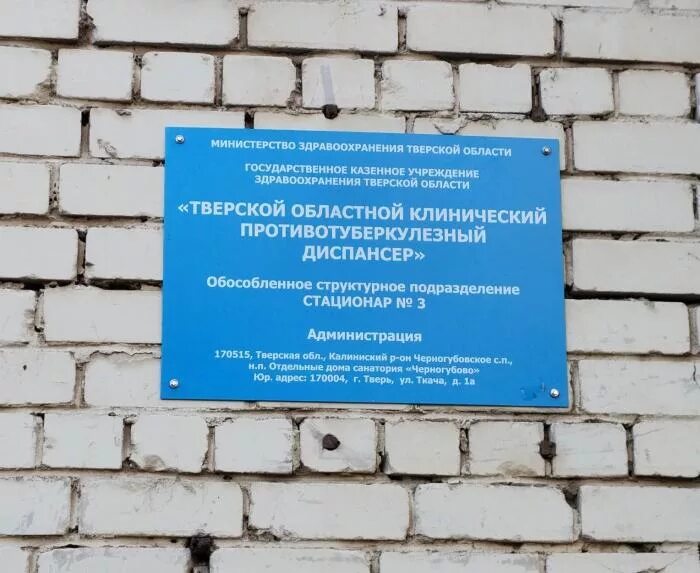 МИНИСТЕРСТВО ЗДРАВООХРАНЕНИЯ ТВЕРСКОЙ ОБЛАСТИ
ГОСУДАРСТВЕННОЕ КАЗЕННОЕ УЧРЕЖДЕНИЕ
ЗДРАВООХРАНЕНИЯ ТВЕРСКОЙ ОБЛАСТИ
«ТВЕРСКОЙ ОБЛАСТНОЙ КЛИНИЧЕСКИЙ
ПРОТИВОТУБЕРКУЛЕЗНЫЙ
ДИСПАНСЕР»
Обособленное структурное подразделение
СТАЦИОНАР № 3
Администрация
170515, Тверская обл., Калиниский р-он Черногубовское с.п.,
н.п. Отдельные дома санатория «Черногубово»
Юр. адрес: 170004, г. Тверь, ул. Ткача, д. 1а